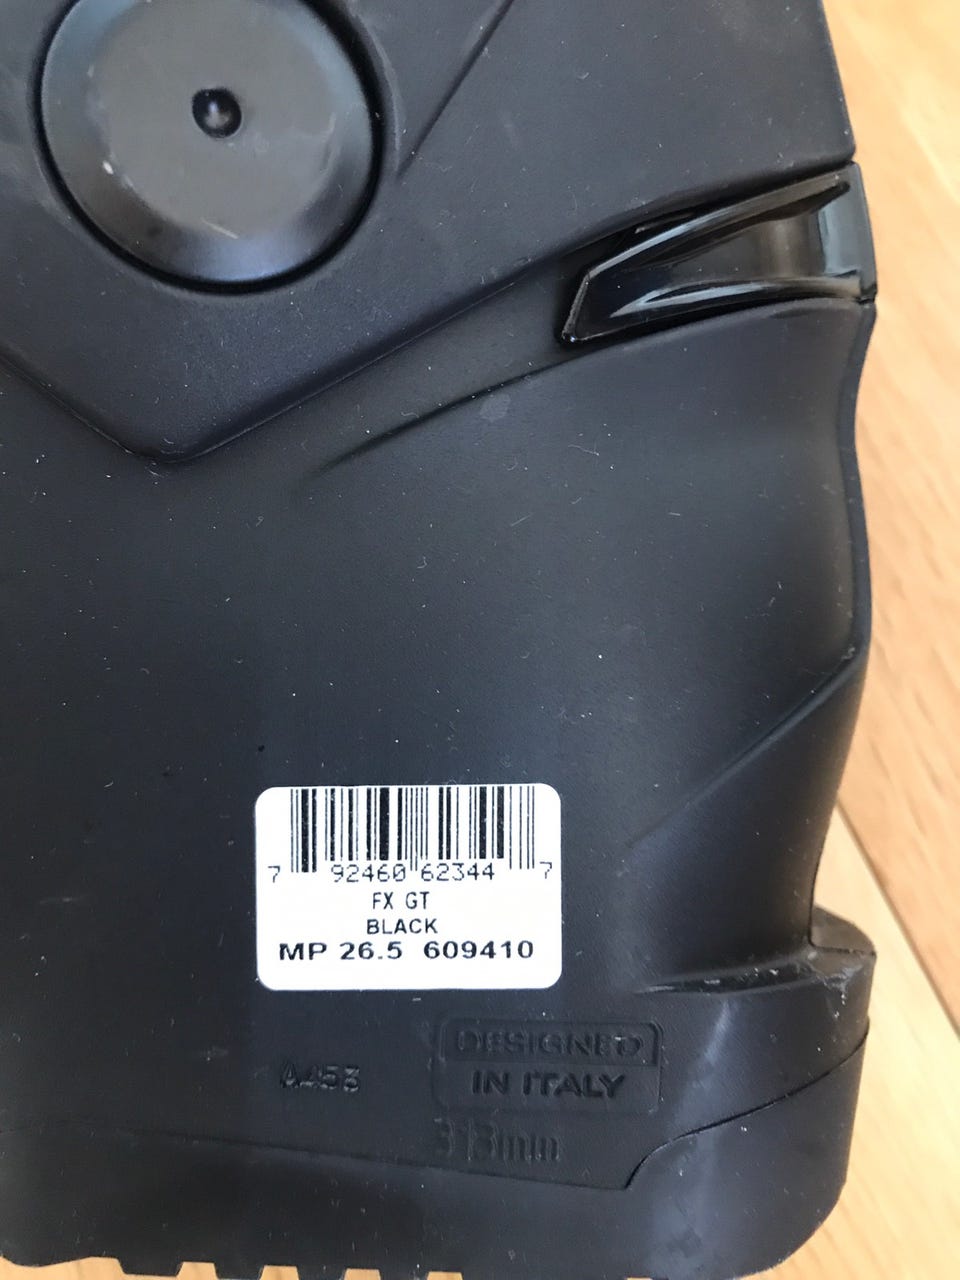 7 92460 62344 7
FX GT
BLACK
MP 26.5 609410
DESIGNED
IN ITALY
A453
313mm